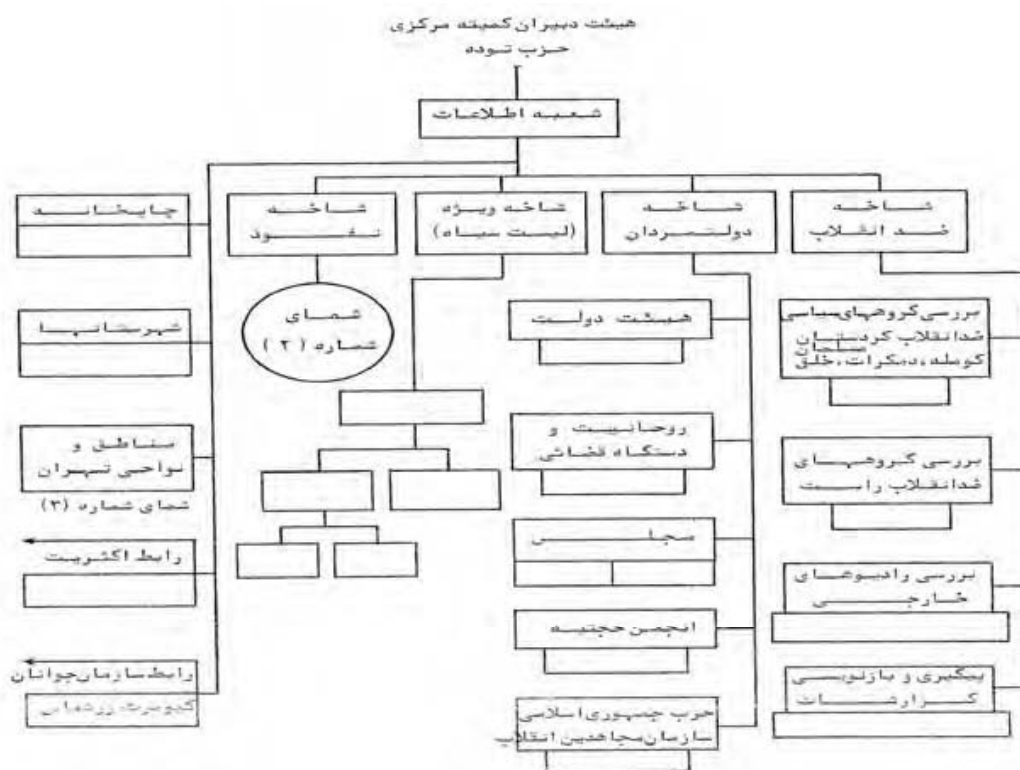 هیئت دبیران کمیته مرکزی
حزب توده
شعبه اطلاعات
شاخه
ضد انقلاب
شاخه
دولتمردان
شاخه ویژه
(لیست سیاه)
شاخه
نفوذ
چایخانه
بررسی گروههای سیاسی
ضدانقلاب کردستان
کومله، دمکرات، خلق
هیئت دولت
شمای
شماره (۲)
شهرستانها
بررسی گروههای
ضدانقلاب راست
روحانیت و
دستگاه قضائی
مناطق و
نواحی تهران
شمای شماره (۳)
بررسی رادیوهای
خارجی
مجلس
رابط اکثریت
پیگیری و بازنویسی
گزارشات
انجمن حجتیه
رابط سازمان جوانان
کیومرث زرشناس
حزب جمهوری اسلامی
سازمان مجاهدین انقلاب